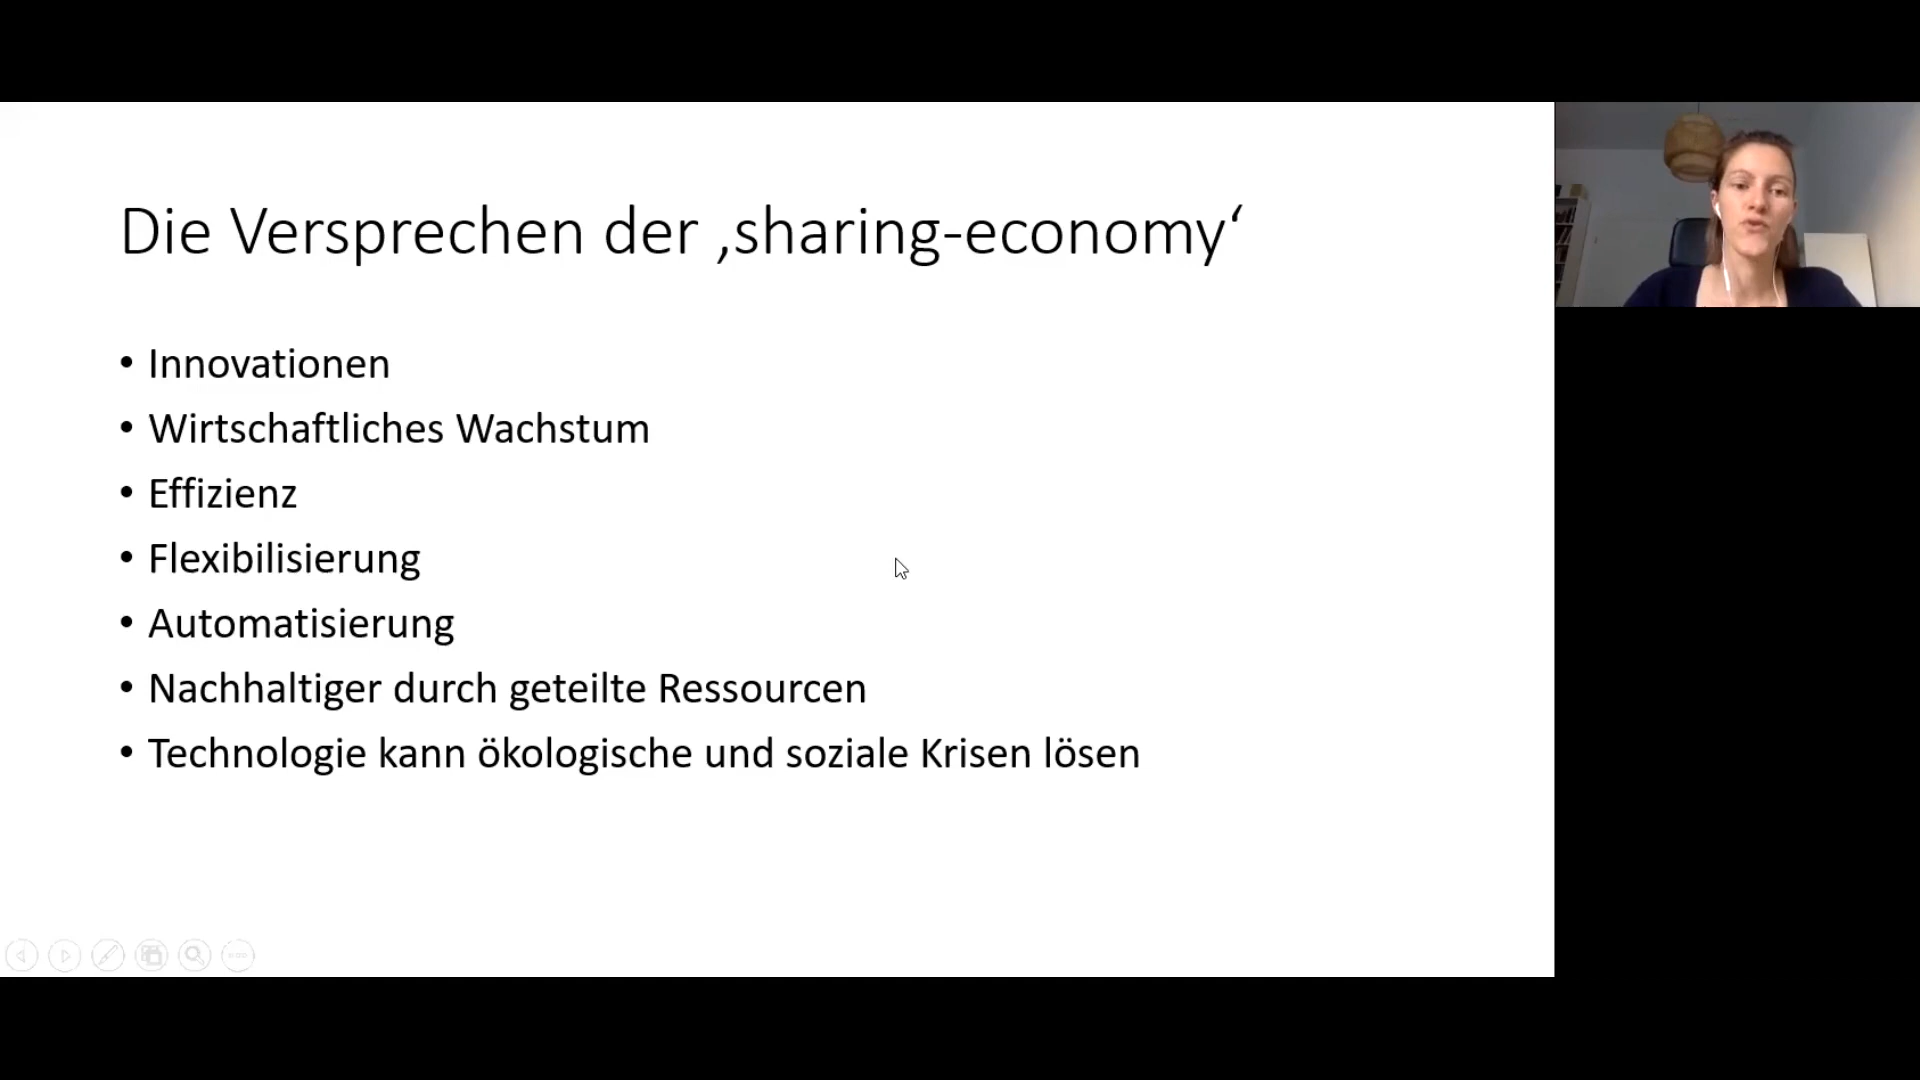 Die Versprechen der ‚sharing-economy‘
• Innovationen
• Wirtschaftliches Wachstum
• Effizienz
• Flexibilisierung
• Automatisierung
• Nachhaltiger durch geteilte Ressourcen
• Technologie kann ökologische und soziale Krisen lösen